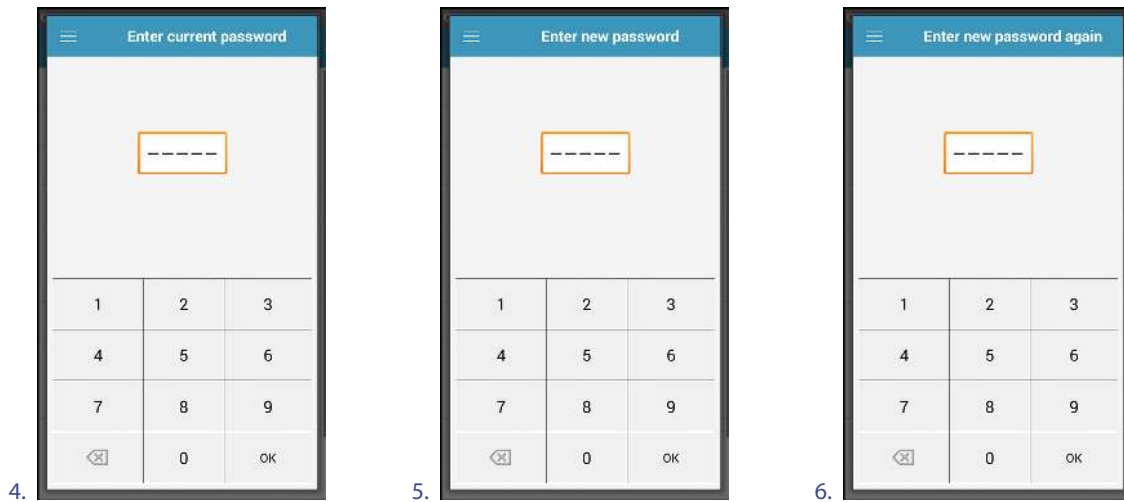 Enter current password
-----
1 2 3
4 5 6
7 8 9
0 OK
4.
Enter new password
-----
1 2 3
4 5 6
7 8 9
0 OK
5.
Enter new password again
-----
1 2 3
4 5 6
7 8 9
0 OK
6.